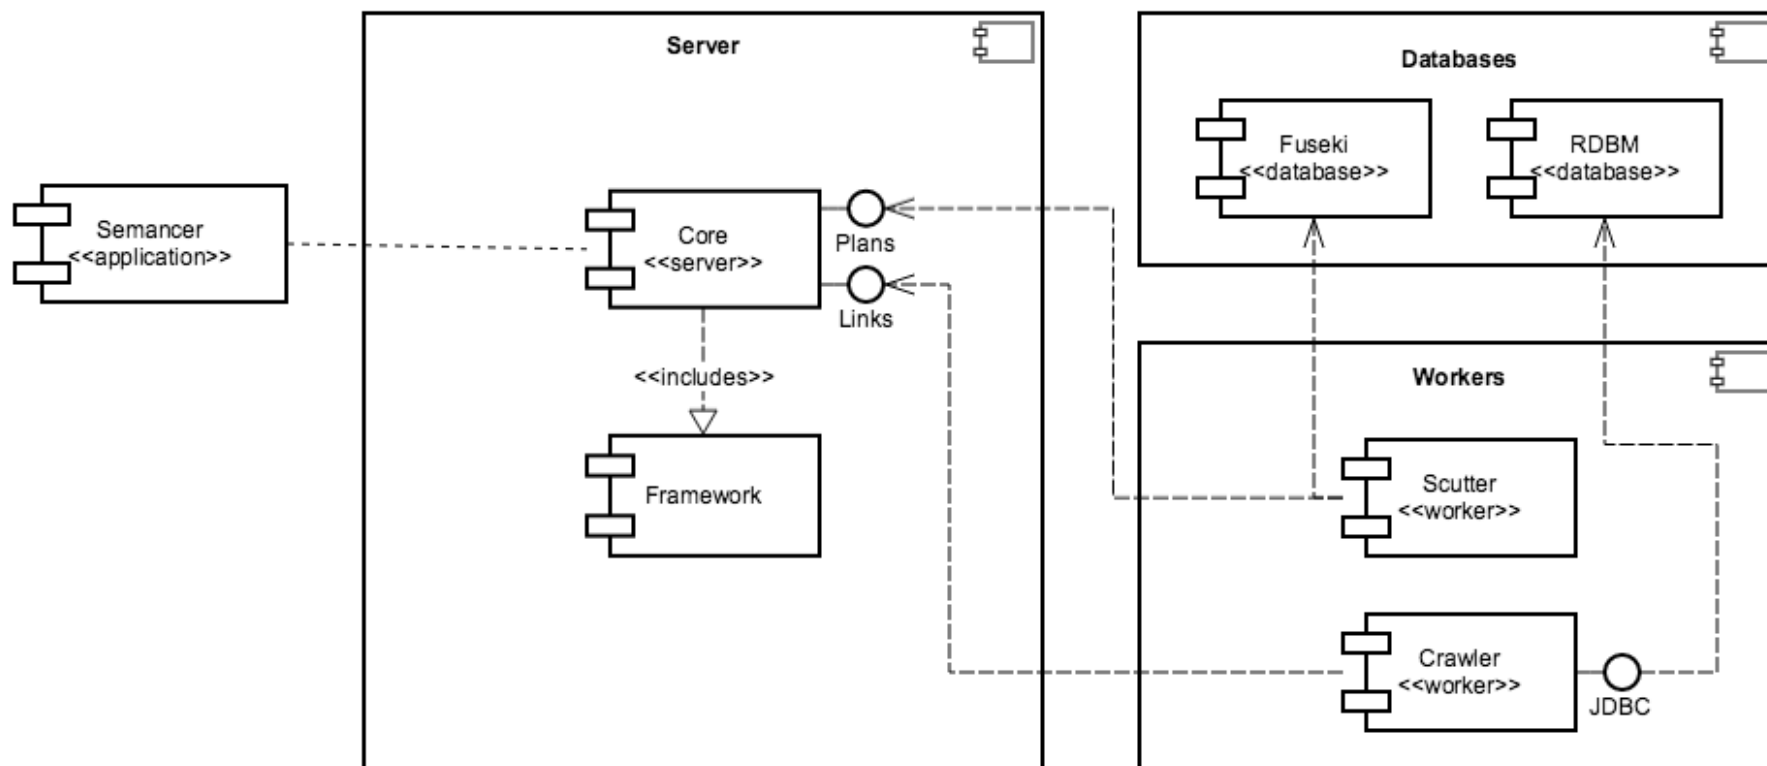 Server
Databases
Fuseki
<<database>>
RDBM
<<database>>
Semancer
<<application>>
Core
<<server>>
Plans
Links
<<includes>>
Workers
Framework
Scutter
<<worker>>
Crawler
<<worker>>
JDBC